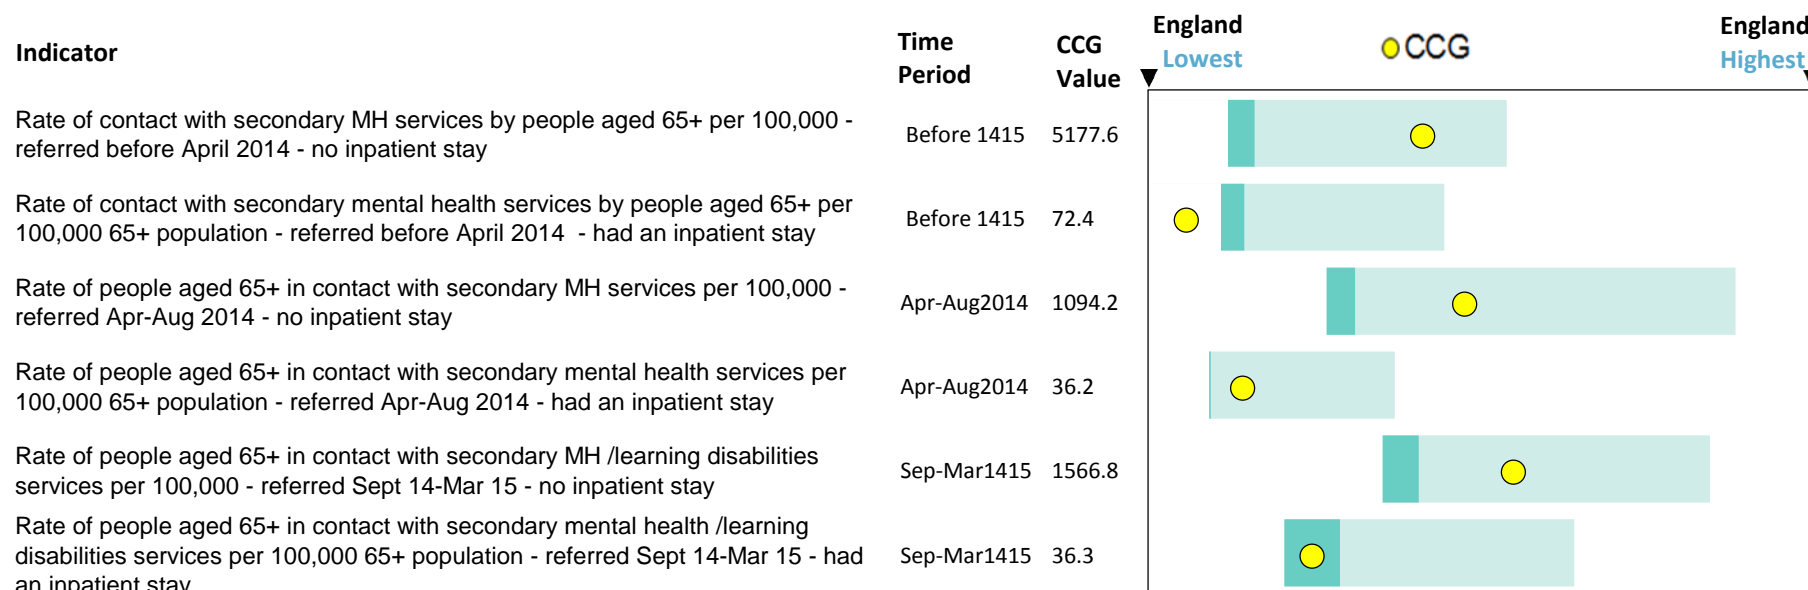 Indicator
Time
Period
CCG
Value
England
Lowest
CCG
England
Highest
Rate of contact with secondary MH services by people aged 65+ per 100,000 -
referred before April 2014 - no inpatient stay
Before 1415
5177.6
Rate of contact with secondary mental health services by people aged 65+ per
100,000 65+ population - referred before April 2014 - had an inpatient stay
Before 1415
72.4
Rate of people aged 65+ in contact with secondary MH services per 100,000 -
referred Apr-Aug 2014 - no inpatient stay
Apr-Aug2014
1094.2
Rate of people aged 65+ in contact with secondary mental health services per
100,000 65+ population - referred Apr-Aug 2014 - had an inpatient stay
Apr-Aug2014
36.2
Rate of people aged 65+ in contact with secondary MH /learning disabilities
services per 100,000 - referred Sept 14-Mar 15 - no inpatient stay
Sep-Mar1415
1566.8
Rate of people aged 65+ in contact with secondary mental health /learning
disabilities services per 100,000 65+ population - referred Sept 14-Mar 15 - had
an inpatient stay
Sep-Mar1415
36.3